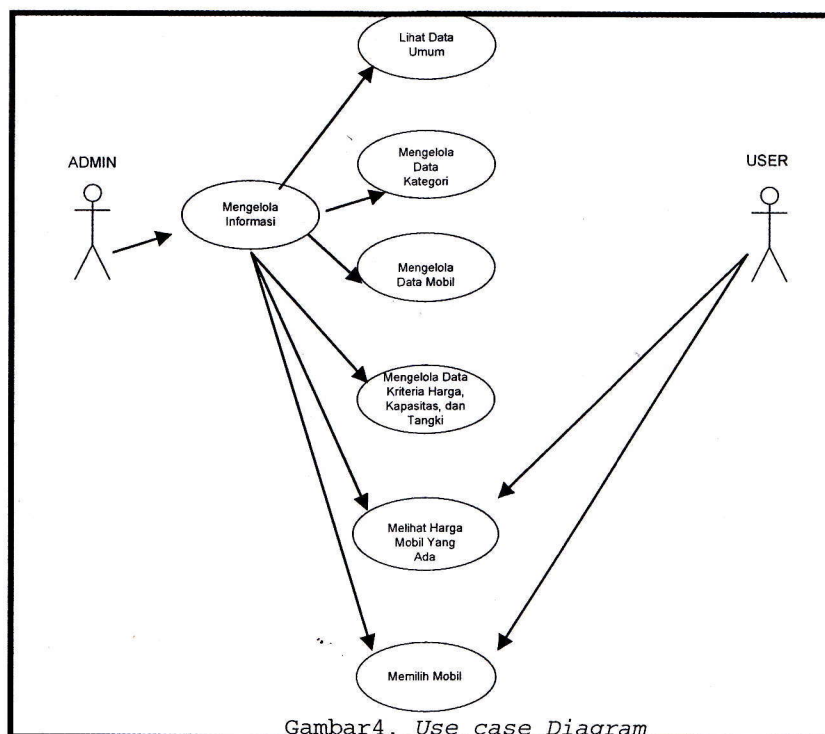 Lihat Data
Umum
ADMIN
Mengelola
Data
Kategori
USER
Mengelola
Informasi
Mengelola
Data Mobil
Mengelola Data
Kriteria Harga,
Kapasitas, dan
Tangki
Melihat Harga
Mobil Yang
Ada
Memilih Mobil
Gambar4. Use case Diagram